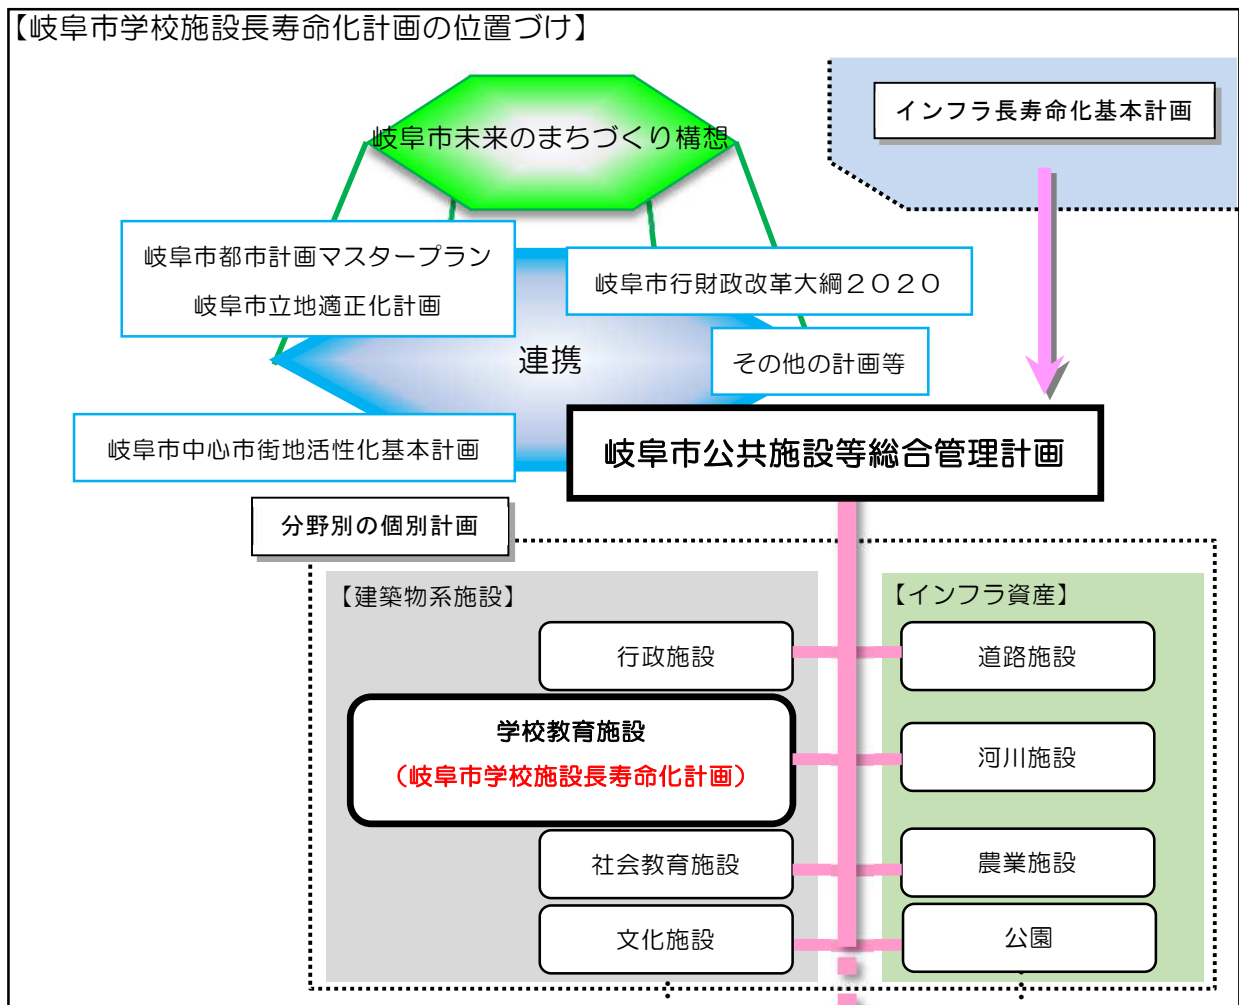 【岐阜市学校施設長寿命化計画の位置づけ】
インフラ長寿命化基本計画
岐阜市未来のまちづくり構想
岐阜市都市計画マスタープラン
岐阜市立地適正化計画
岐阜市行財政改革大綱２０２０
連携
その他の計画等
岐阜市中心市街地活性化基本計画
岐阜市公共施設等総合管理計画
分野別の個別計画
【建築物系施設】
【インフラ資産】
行政施設
道路施設
学校教育施設
（岐阜市学校施設長寿命化計画）
河川施設
社会教育施設
農業施設
文化施設
公園